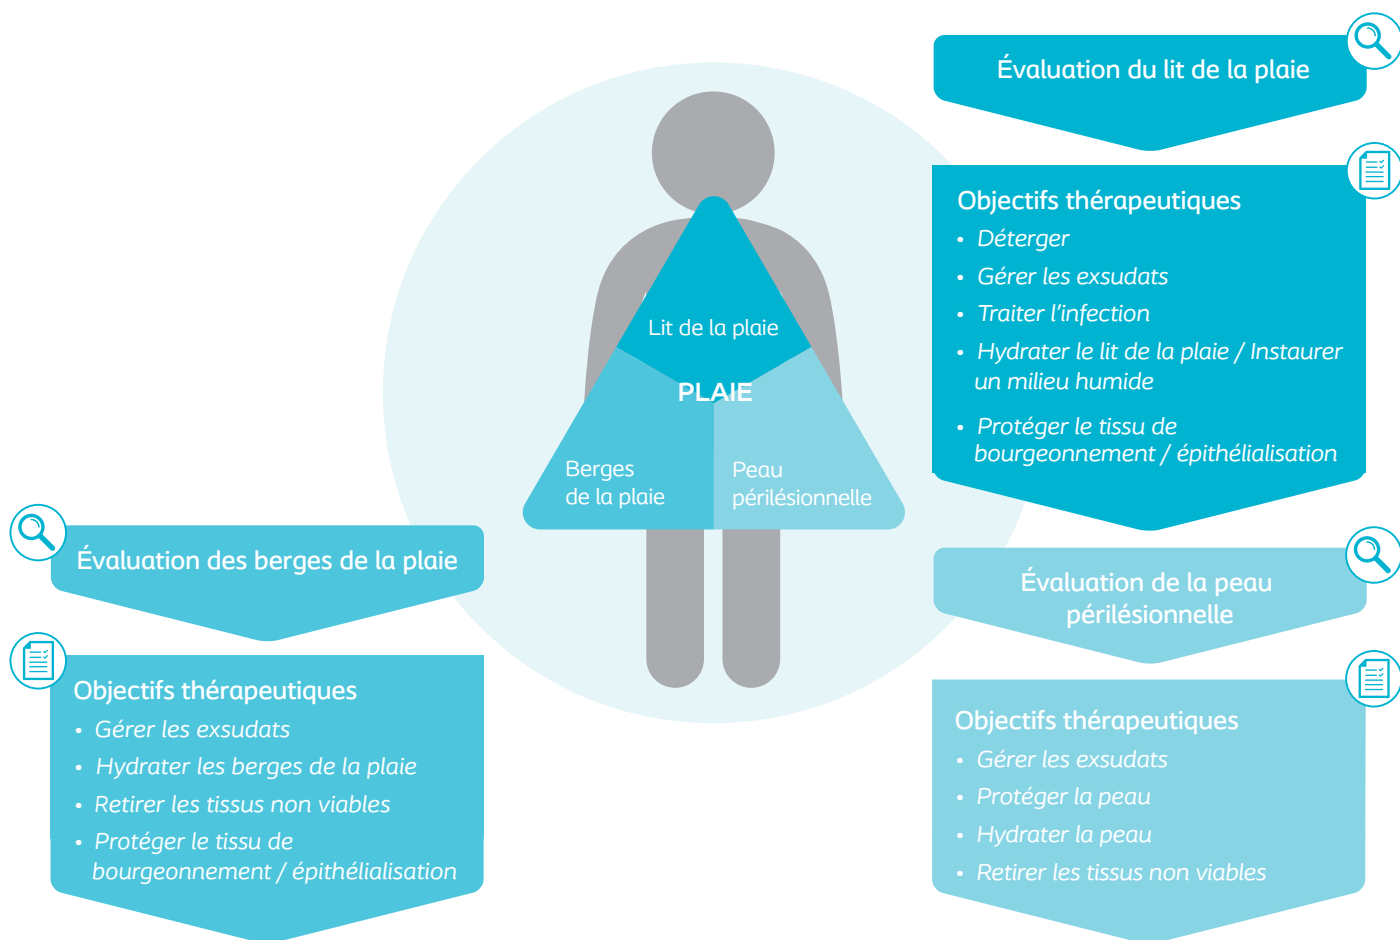 Évaluation du lit de la plaie
Objectifs thérapeutiques
• Déterger
• Gérer les exsudats
• Traiter l'infection
• Hydrater le lit de la plaie / Instaurer
un milieu humide
• Protéger le tissu de
bourgeonnement / épithélialisation
Lit de la plaie
PLAIE
Berges
de la plaie
Peau
périlésionnelle
Évaluation des berges de la plaie
Objectifs thérapeutiques
• Gérer les exsudats
• Hydrater les berges de la plaie
• Retirer les tissus non viables
• Protéger le tissu de
bourgeonnement / épithélialisation
Évaluation de la peau
périlésionnelle
Objectifs thérapeutiques
• Gérer les exsudats
• Protéger la peau
• Hydrater la peau
• Retirer les tissus non viables